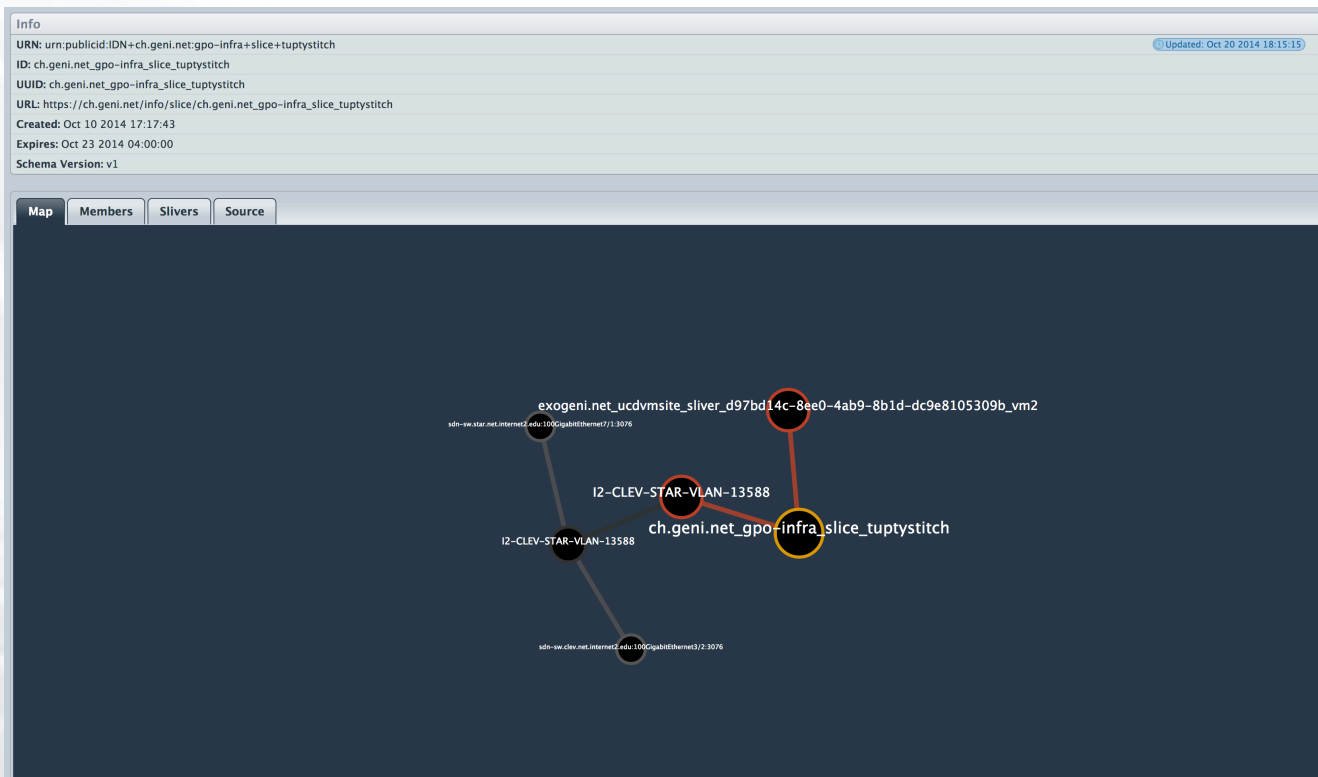 Info
URN: urn:publicid:IDN+ch.geni.net:gpo-infra+slice+tuptystitch
Updated: Oct 20 2014 18:15:15
ID: ch.geni.net_gpo-infra_slice_tuptystitch
UUID: ch.geni.net_gpo-infra_slice_tuptystitch
URL: https://ch.geni.net/info/slice/ch.geni.net_gpo-infra_slice_tuptystitch
Created: Oct 10 2014 17:17:43
Expires: Oct 23 2014 04:00:00
Schema Version: v1
Map Members Slivers Source
exogeni.net_ucdvmsite_sliver_d97bd14c-8ee0-4ab9-8b1d-dc9e8105309b_vm2
sdn-sw.star.net.internet2.edu:100GigabitEthernet7/1:3076
I2-CLEV-STAR-VLAN-13588
ch.geni.net_gpo-infra_slice_tuptystitch
I2-CLEV-STAR-VLAN-13588
sdn-sw.clev.net.internet2.edu:100GigabitEthernet3/2:3076